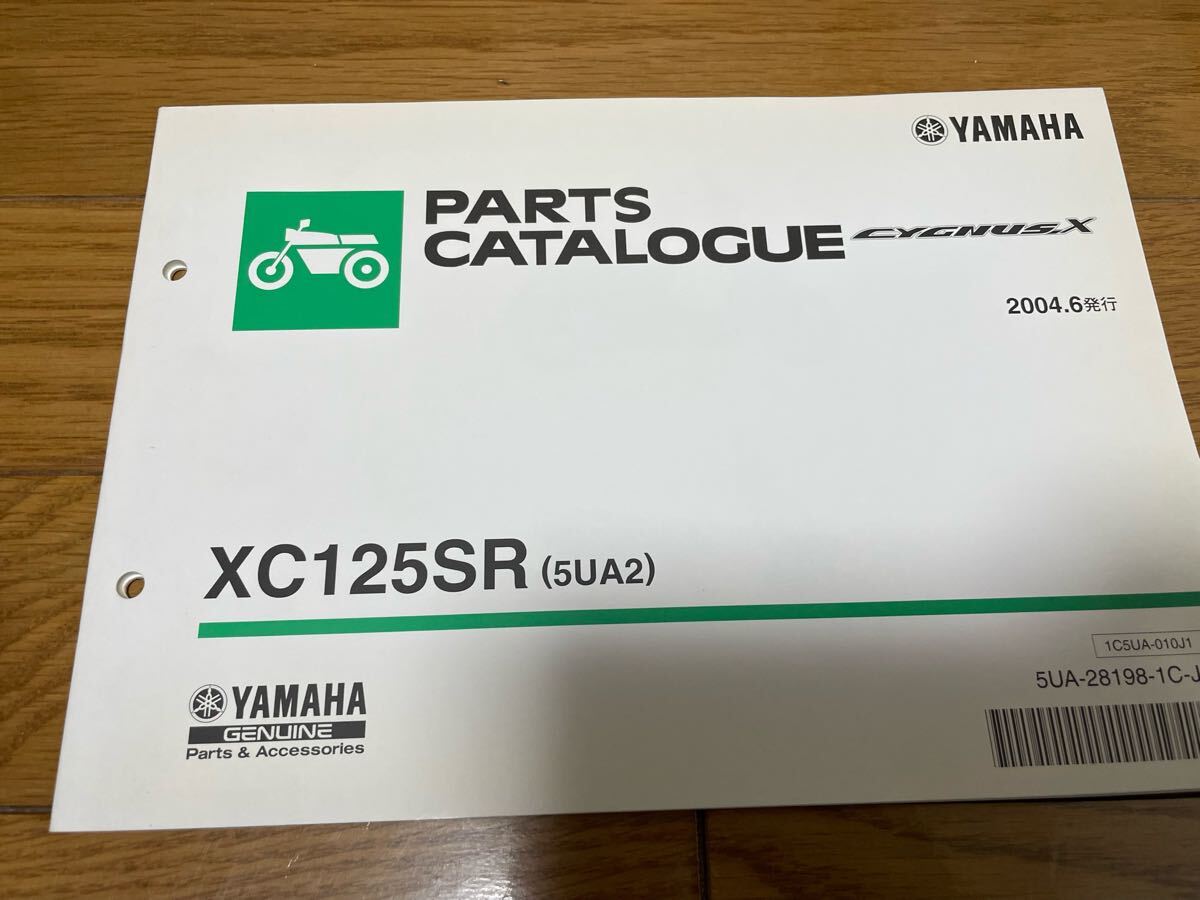 YAMAHA
PARTS
CATALOGUE CYGNUS.X
2004.6発行
XC125SR (5UA2)
1C5UA-010J1
5UA-28198-1C-J
YAMAHA
GENUINE
Parts & Accessories